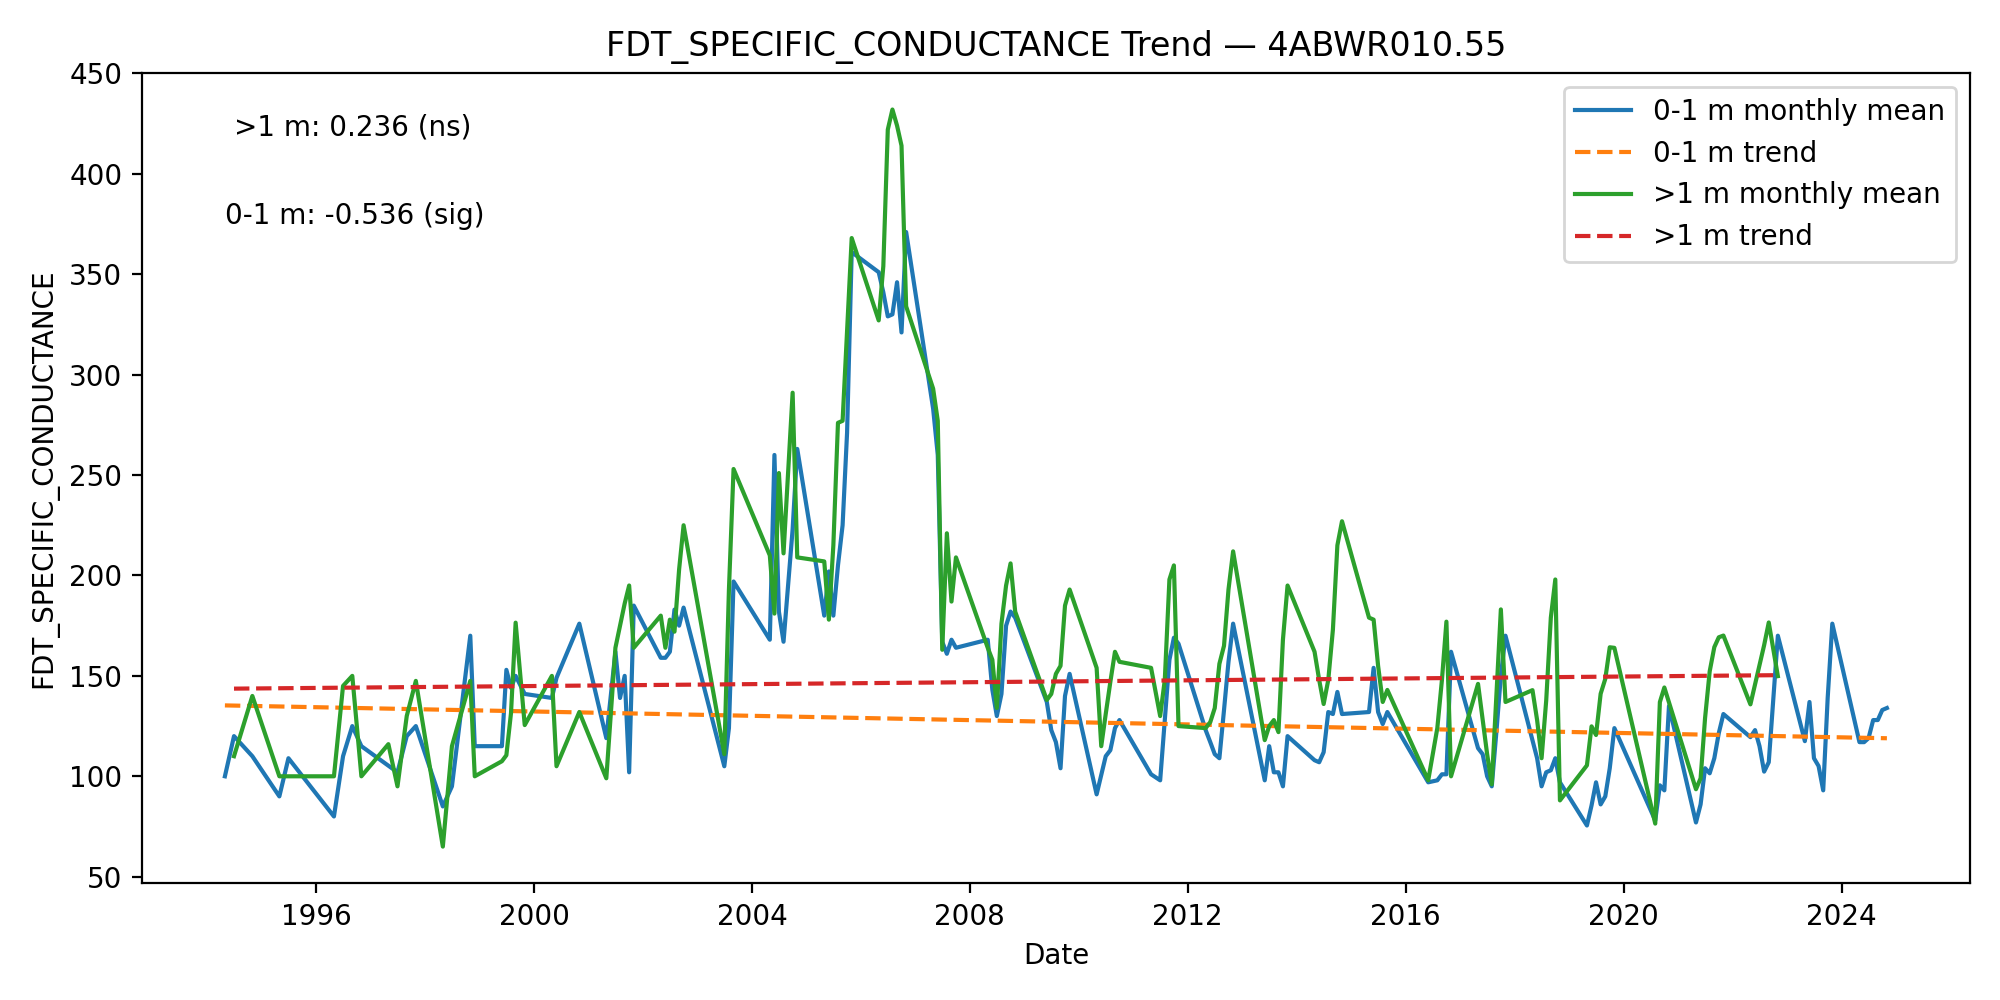 FDT_SPECIFIC_CONDUCTANCE Trend — 4ABWR010.55
>1 m: 0.236 (ns)
0-1 m: -0.536 (sig)
0-1 m monthly mean
0-1 m trend
>1 m monthly mean
>1 m trend
FDT_SPECIFIC_CONDUCTANCE
450
400
350
300
250
200
150
100
50
1996 2000 2004 2008 2012 2016 2020 2024
Date